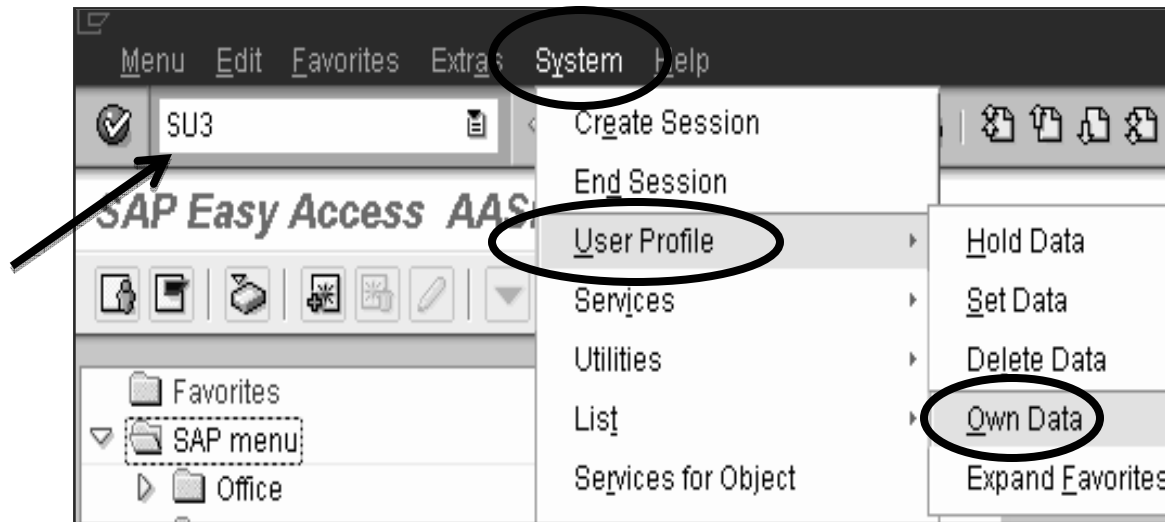 Menu Edit Favorites Extras System Help
SU3
Create Session
End Session
SAP Easy Access
User Profile
Hold Data
Services
Set Data
Utilities
Delete Data
Favorites
List
Own Data
SAP menu
Services for Object
Expand Favorites
Office